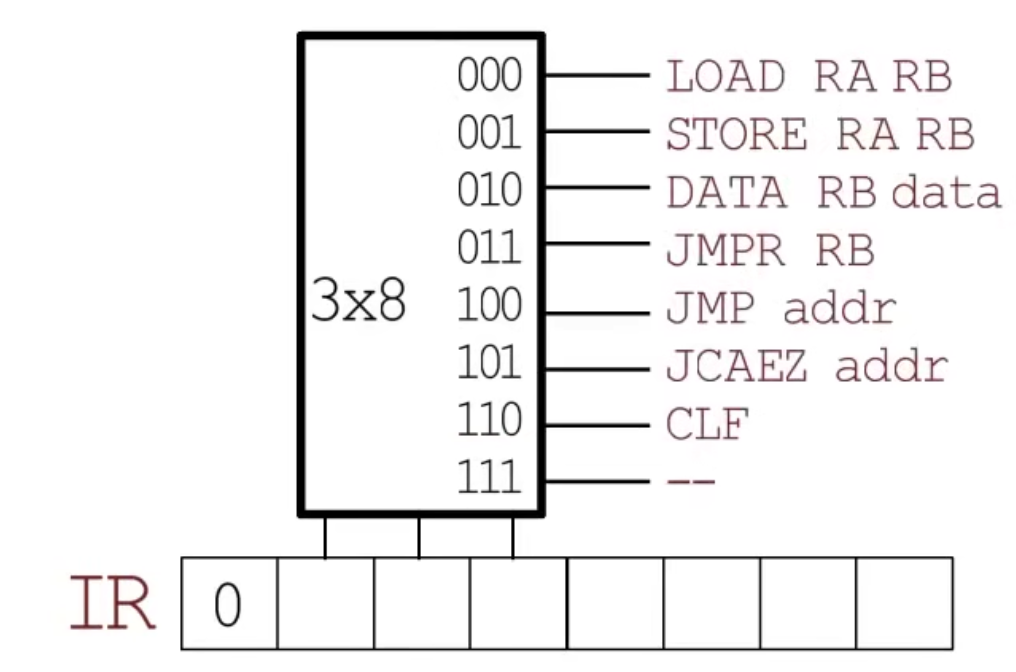 000 LOAD RA RB
001 STORE RA RB
010 DATA RB data
011 JMPR RB
3x8 100 JMP addr
101 JCAEZ addr
110 CLF
111 --
IR 0